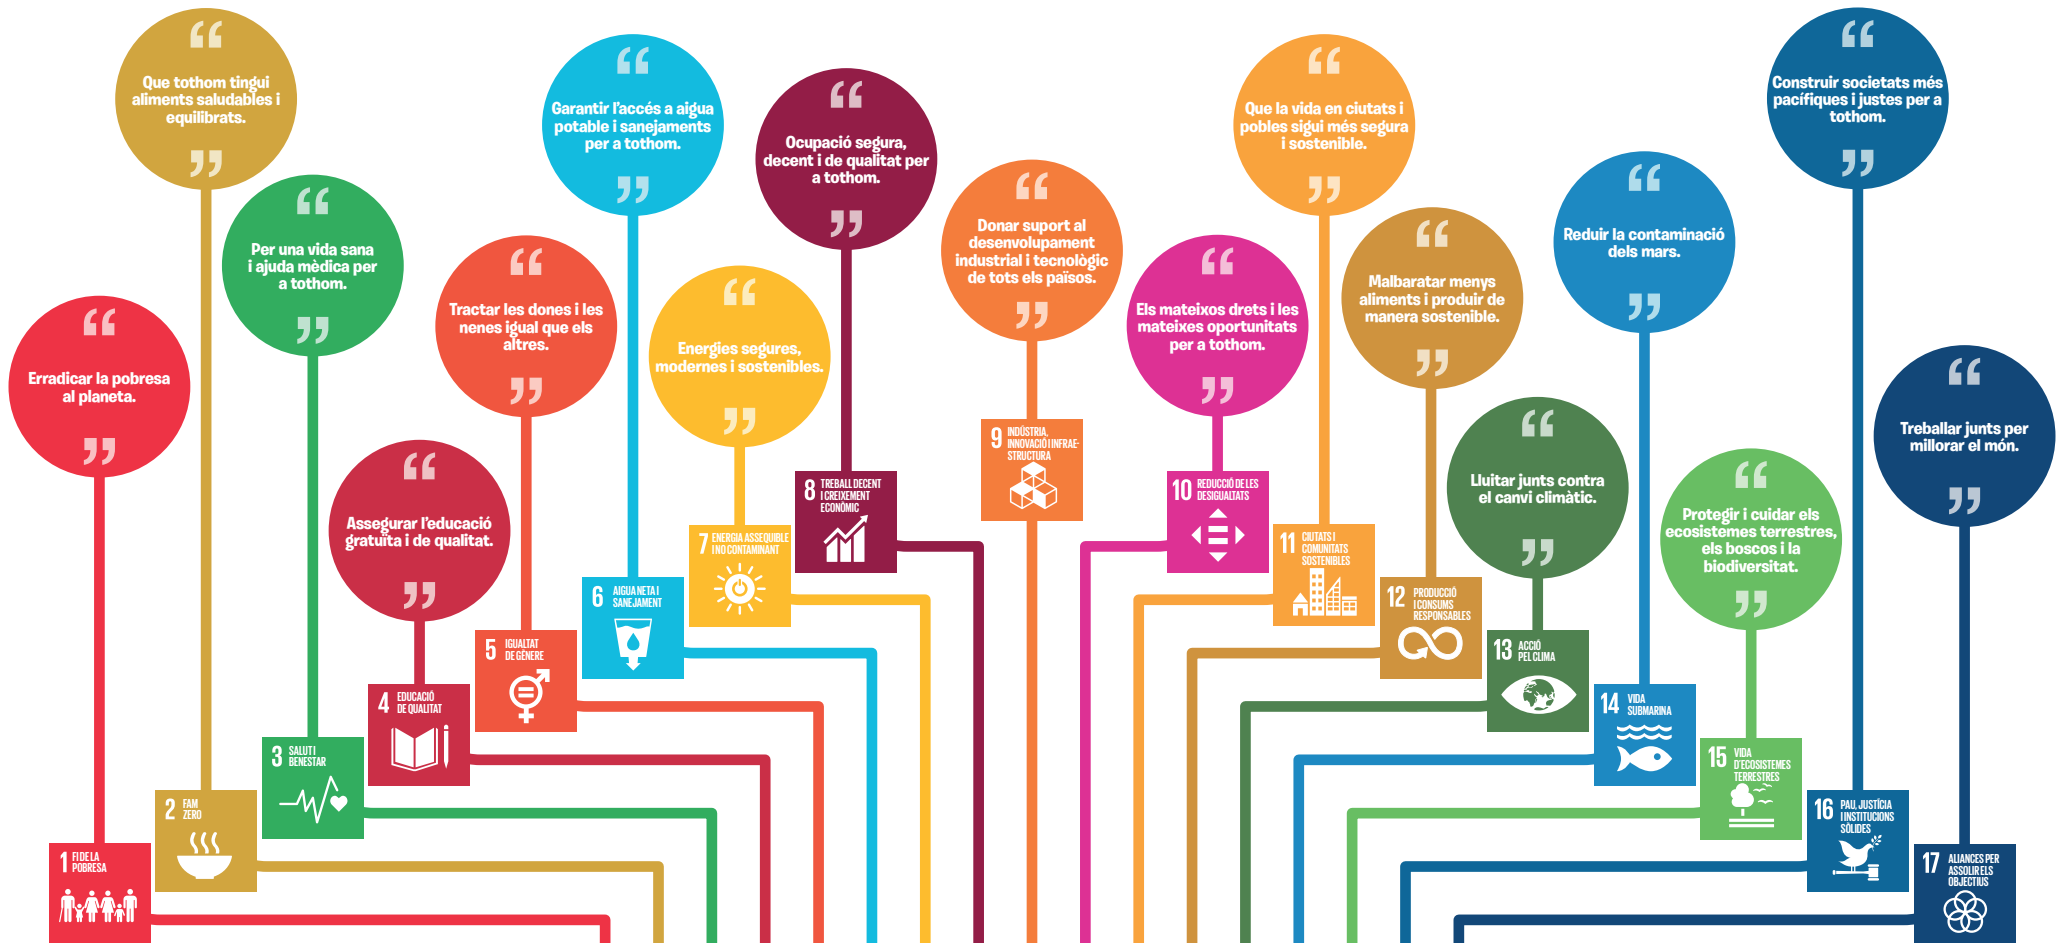 “
Erradicar la pobresa
al planeta.
”
1 FI DE LA
POBRESA
“
Que tothom tingui
aliments saludables i
equilibrats.
”
2 FAM
ZERO
“
Per una vida sana
i ajuda mèdica per
a tothom.
”
3 SALUT I
BENESTAR
“
Assegurar l'educació
gratuïta i de qualitat.
”
4 EDUCACIÓ
DE QUALITAT
“
Tractar les dones i les
nenes igual que els
altres.
”
5 IGUALTAT
DE GÈNERE
“
Garantir l'accés a aigua
potable i sanejaments
per a tothom.
”
6 AIGUA NETA I
SANEJAMENT
“
Energies segures,
modernes i sostenibles.
”
7 ENERGIA ASSEQUIBLE
I NO CONTAMINANT
“
Ocupació segura,
decent i de qualitat per
a tothom.
”
8 TREBALL DECENT
I CREIXEMENT
ECONÒMIC
“
Donar suport al
desenvolupament
industrial i tecnològic
de tots els països.
”
9 INDÚSTRIA,
INNOVACIÓ I INFRAE-
STRUCTURA
“
Els mateixos drets i les
mateixes oportunitats
per a tothom.
”
10 REDUCCIÓ DE LES
DESIGUALTATS
“
Que la vida en ciutats i
pobles sigui més segura
i sostenible.
”
11 CIUTATS I
COMUNITATS
SOSTENIBLES
“
Malbaratar menys
aliments i produir de
manera sostenible.
”
12 PRODUCCIÓ
I CONSUMS
RESPONSABLES
“
Lluitar junts contra
el canvi climàtic.
”
13 ACCIÓ
PEL CLIMA
“
Reduir la contaminació
dels mars.
”
14 VIDA
SUBMARINA
“
Protegir i cuidar els
ecosistemes terrestres,
els boscos i la
biodiversitat.
”
15 VIDA
D'ECOSISTEMES
TERRESTRES
“
Construir societats més
pacífiques i justes per a
tothom.
”
16 PAU, JUSTÍCIA
I INSTITUCIONS
SÒLIDES
“
Treballar junts per
millorar el món.
”
17 ALIANCES PER
ASSOLIR ELS
OBJECTIUS